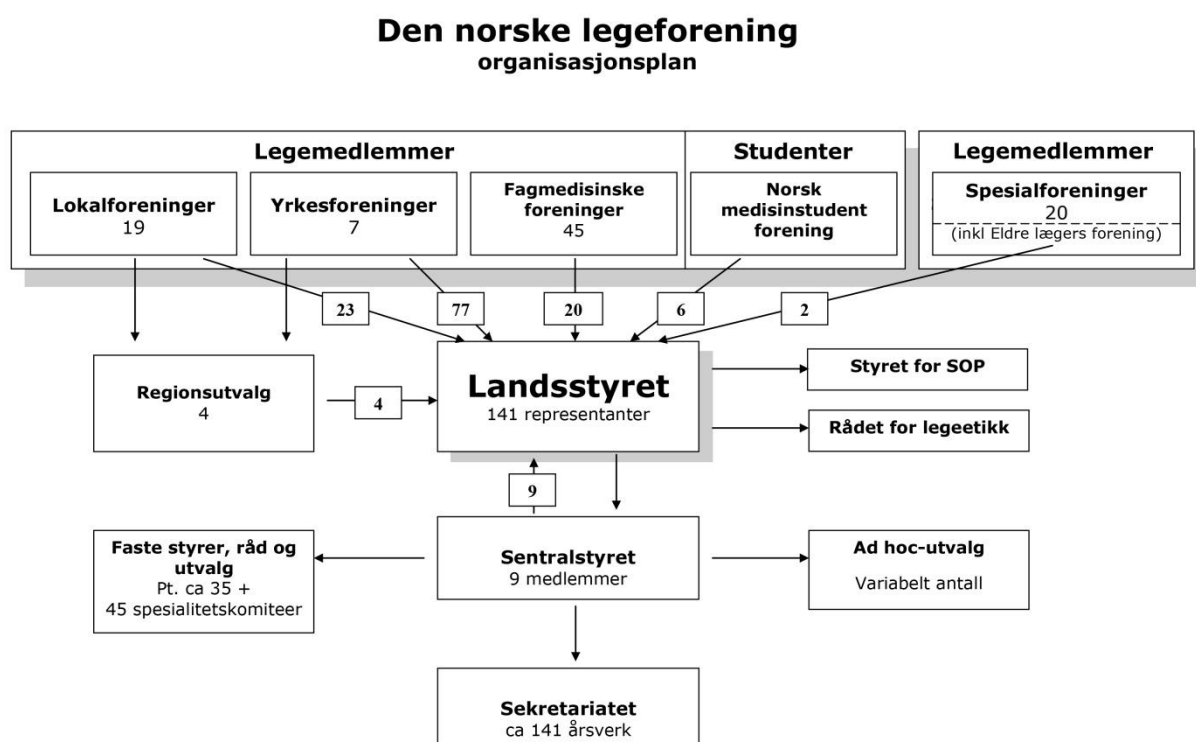 Den norske legeforening
organisasjonsplan
Legemedlemmer
Studenter
Legemedlemmer
Lokalforeninger
19
Yrkesforeninger
7
Fagmedisinske
foreninger
45
Norsk
medisinstudent
forening
Spesialforeninger
20
(inkl Eldre lægers forening)
23
77
20
6
2
Regionsutvalg
4
4
Landsstyret
141 representanter
Styret for SOP
Rådet for legeetikk
9
Faste styrer, råd og
utvalg
Pt. ca 35 +
45 spesialitetskomiteer
Sentralstyret
9 medlemmer
Ad hoc-utvalg
Variabelt antall
Sekretariatet
ca 141 årsverk